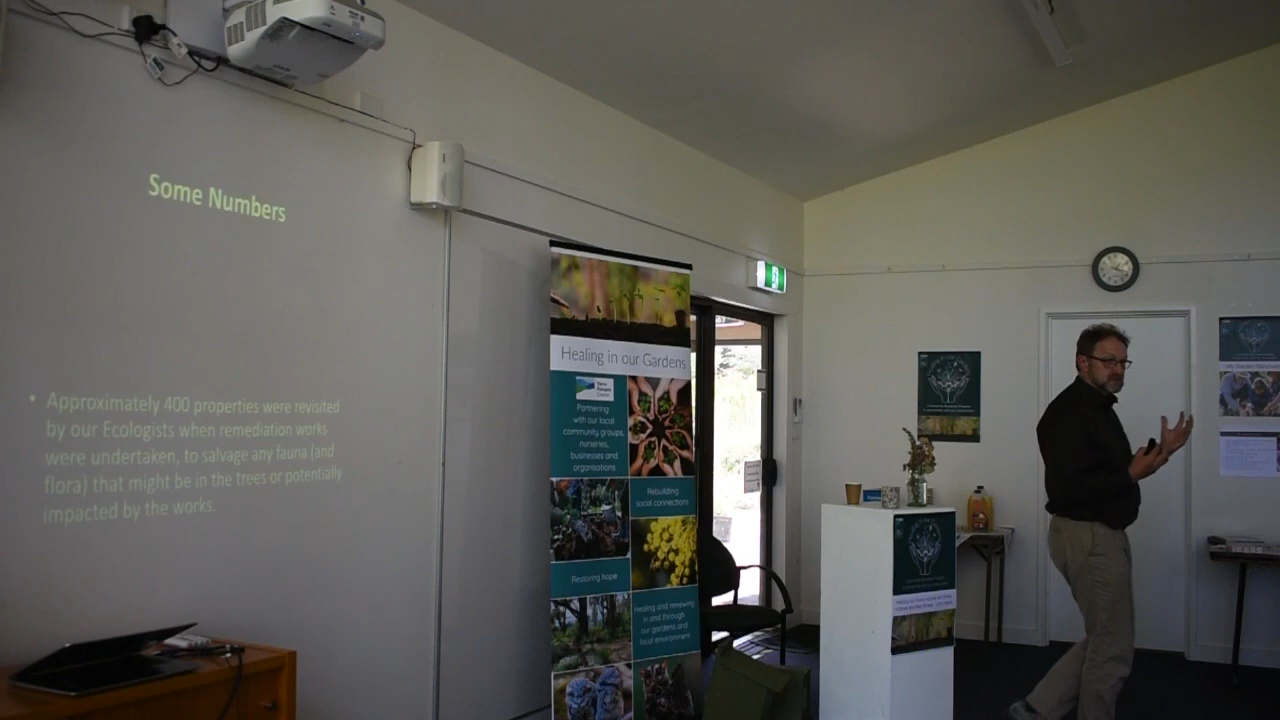 Some Numbers
• Approximately 400 properties were revisited
by our Ecologists when remediation works
were undertaken, to salvage any fauna (and
flora) that might be in the trees or potentially
impacted by the works.
Healing in our Gardens
Yarra
Ranges
Council
Partnering
with our local
community groups,
nurseries,
businesses and
organisations
Rebuilding
social connections
Restoring hope
Healing and renewing
in and through
our gardens and
local environment